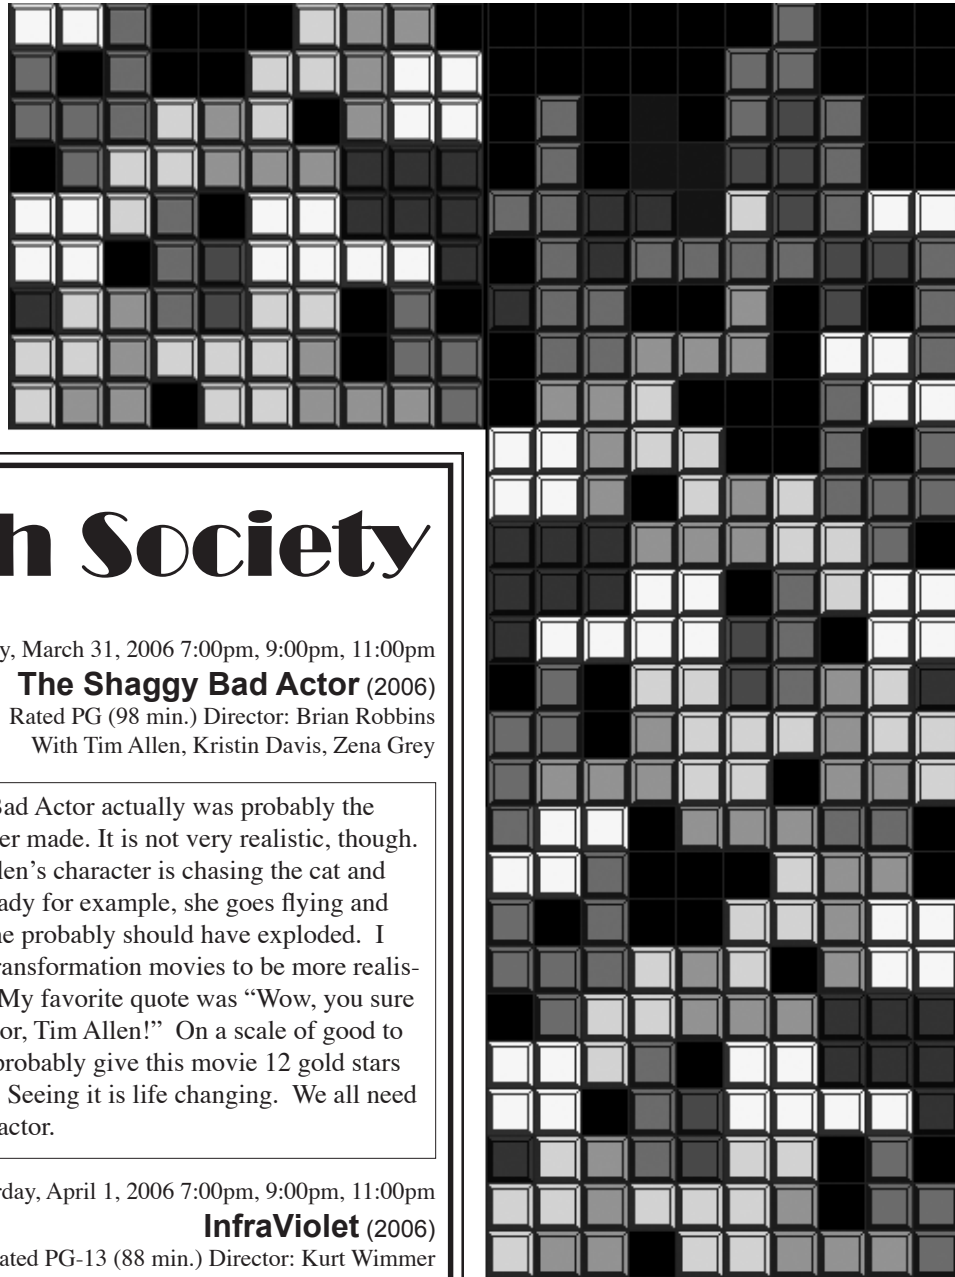 h Society
y, March 31, 2006 7:00pm, 9:00pm, 11:00pm
The Shaggy Bad Actor (2006)
Rated PG (98 min.) Director: Brian Robbins
With Tim Allen, Kristin Davis, Zena Grey
Bad Actor actually was probably the
er made. It is not very realistic, though.
len’s character is chasing the cat and
ady for example, she goes flying and
ne probably should have exploded.  I
ransformation movies to be more realis-
My favorite quote was “Wow, you sure
or, Tim Allen!”  On a scale of good to
probably give this movie 12 gold stars
Seeing it is life changing.  We all need
actor.
rday, April 1, 2006 7:00pm, 9:00pm, 11:00pm
InfraViolet (2006)
ated PG-13 (88 min.) Director: Kurt Wimmer